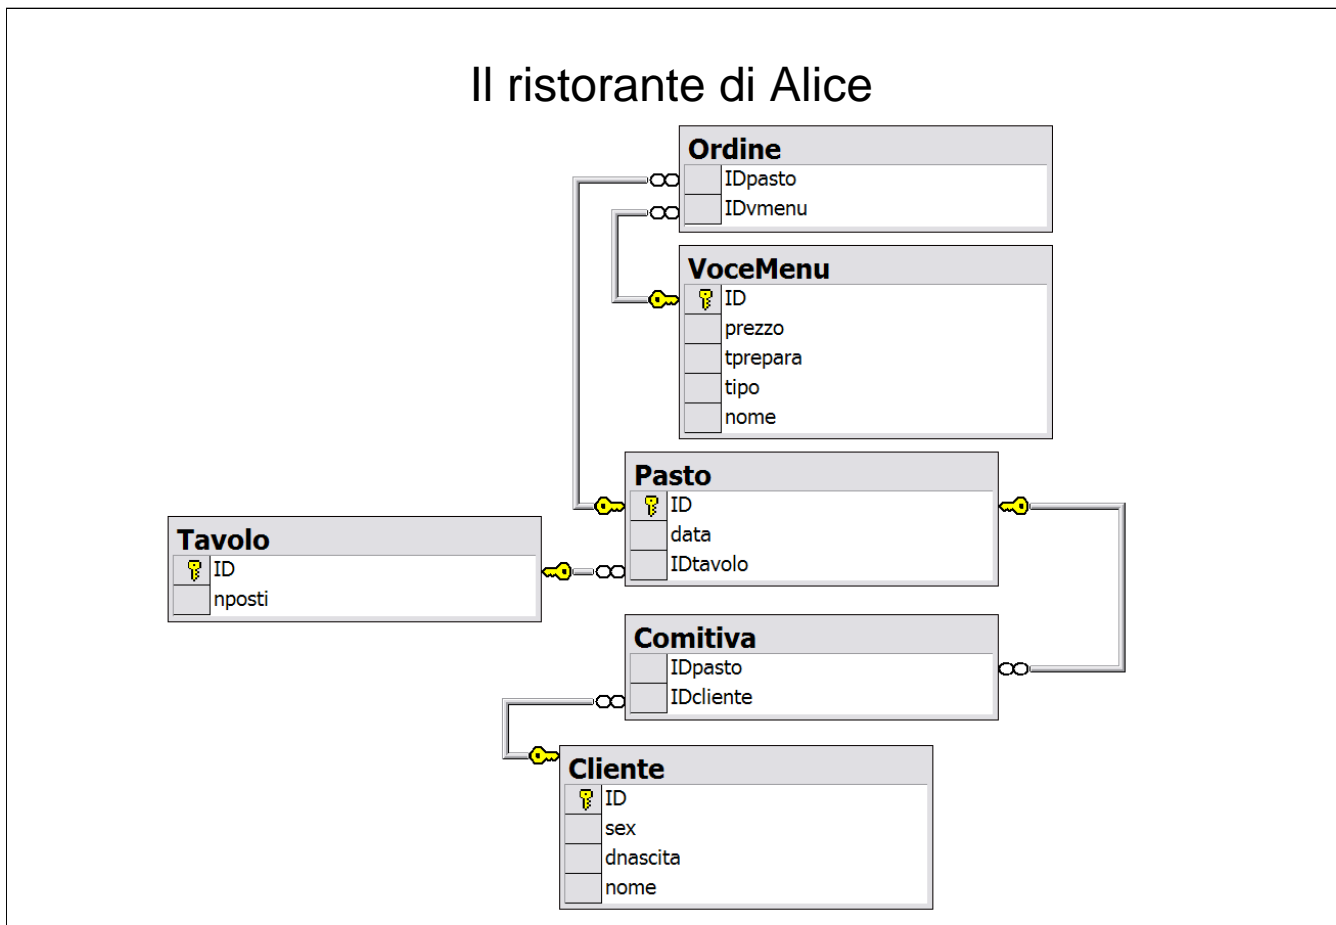 Il ristorante di Alice
Ordine
IDpasto
IDvmenu
VoceMenu
ID
prezzo
tprepara
tipo
nome
Pasto
ID
data
IDtavolo
Tavolo
ID
nposti
Comitiva
IDpasto
IDcliente
Cliente
ID
sex
dnascita
nome